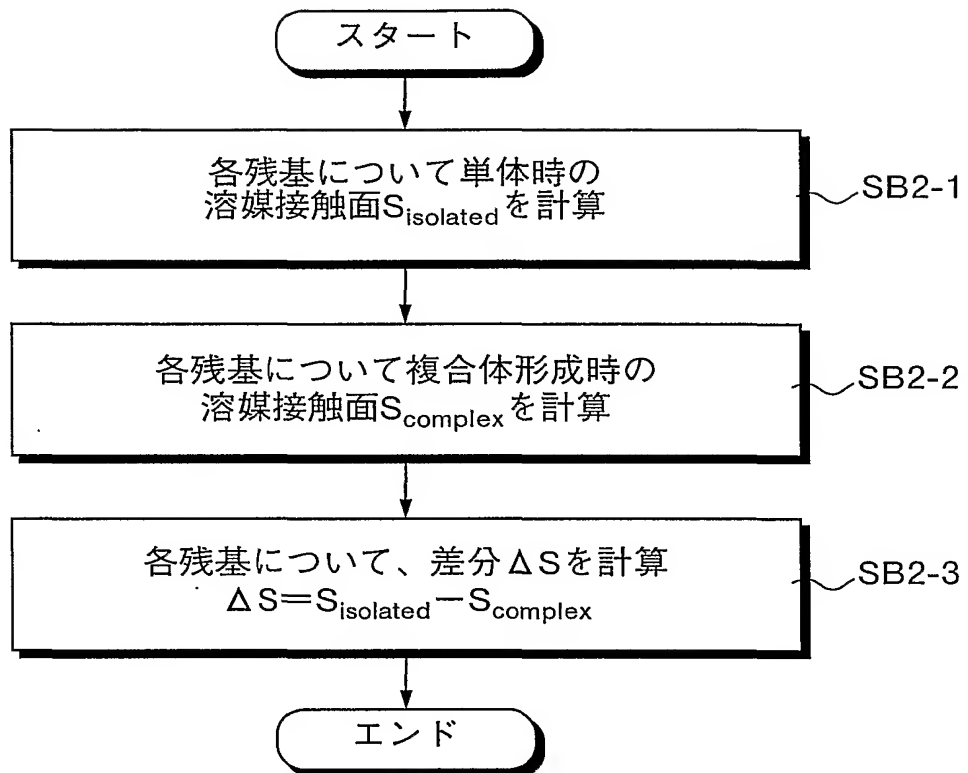 スタート
各残基について単体時の
溶媒接触面S_isolatedを計算
SB2-1
各残基について複合体形成時の
溶媒接触面S_complexを計算
SB2-2
各残基について、差分ΔSを計算
ΔS=S_isolated-S_complex
SB2-3
エンド